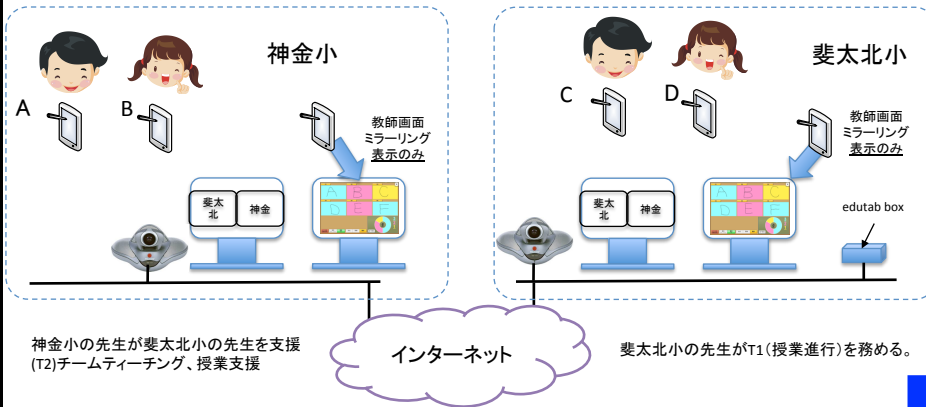 神金小
A
B
教師画面
ミラーリング
表示のみ
斐太
北
神金
A B C
D E F
神金小の先生が斐太北小の先生を支援
(T2)チームティーチング、授業支援
インターネット
斐太北小
C
D
教師画面
ミラーリング
表示のみ
斐太
北
神金
A B C
D E F
edutab box
斐太北小の先生がT1(授業進行)を務める。